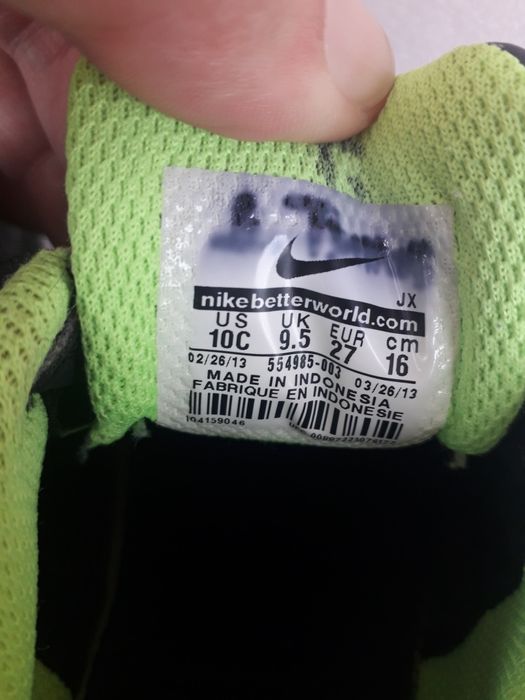 JX
nikebetterworld.com
US UK EUR cm
10C 9.5 27 16
02/26/13 554985-003 03/26/13
MADE IN INDONESIA
FABRIQUE EN INDONESIE
104159046